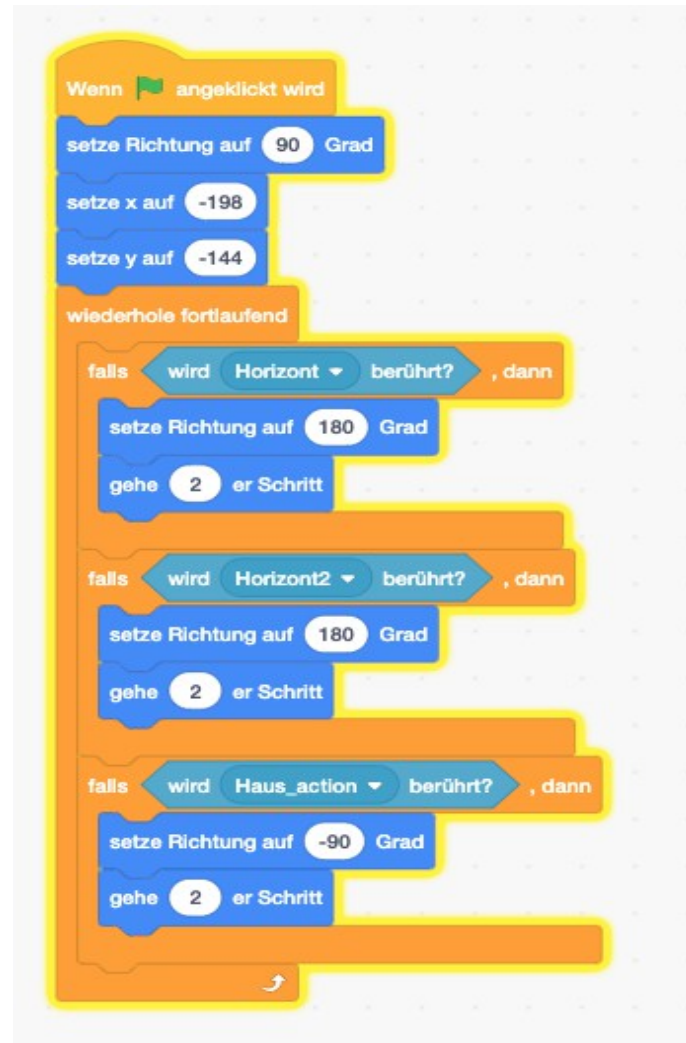 Wenn angeklickt wird
setze Richtung auf 90 Grad
setze x auf -198
setze y auf -144
wiederhole fortlaufend
falls wird Horizont berührt? , dann
setze Richtung auf 180 Grad
gehe 2 er Schritt
falls wird Horizont2 berührt? , dann
setze Richtung auf 180 Grad
gehe 2 er Schritt
falls wird Haus_action berührt? , dann
setze Richtung auf -90 Grad
gehe 2 er Schritt